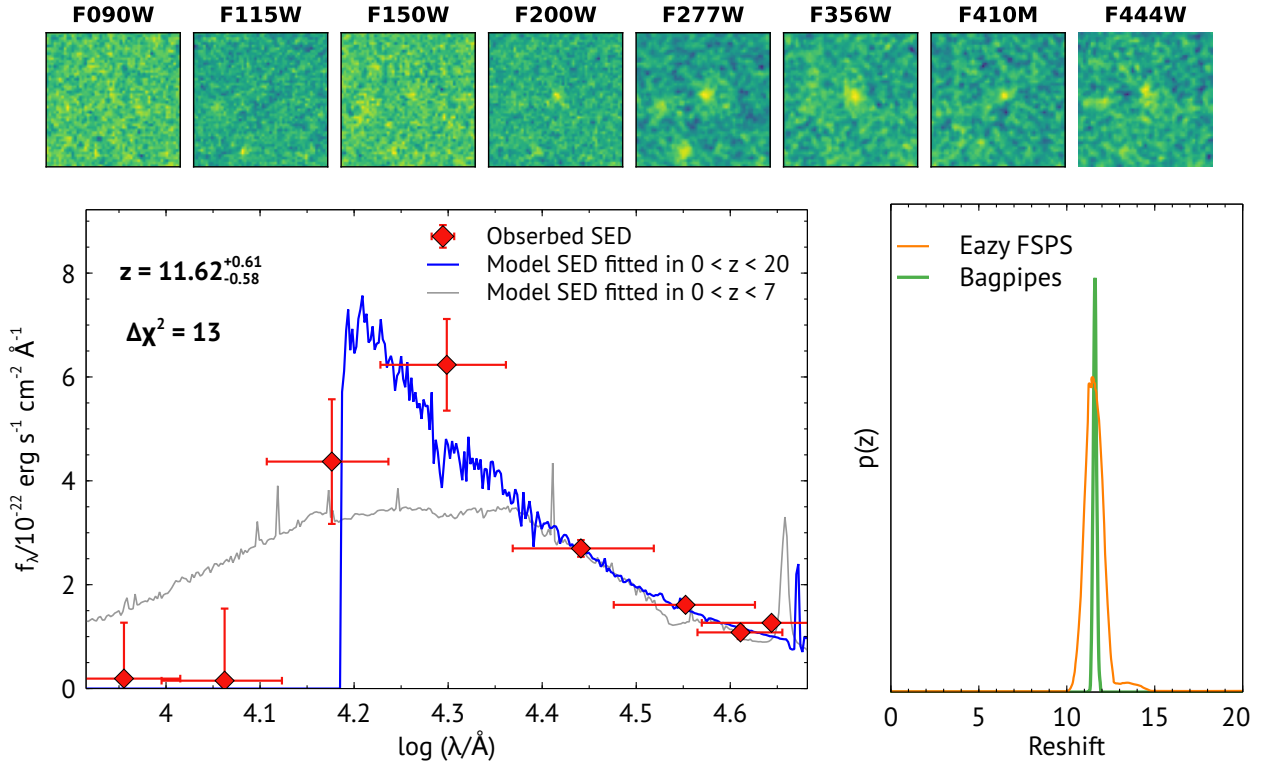 F090W F115W F150W F200W F277W F356W F410M F444W
z = 11.62 +0.61 -0.58
Δχ² = 13
Obserbed SED
Model SED fitted in 0 < z < 20
Model SED fitted in 0 < z < 7
8
6
4
2
0
fλ/10⁻²² erg s⁻¹ cm⁻² Å⁻¹
4 4.1 4.2 4.3 4.4 4.5 4.6
log (λ/Å)
Eazy FSPS
Bagpipes
p(z)
0 5 10 15 20
Reshift